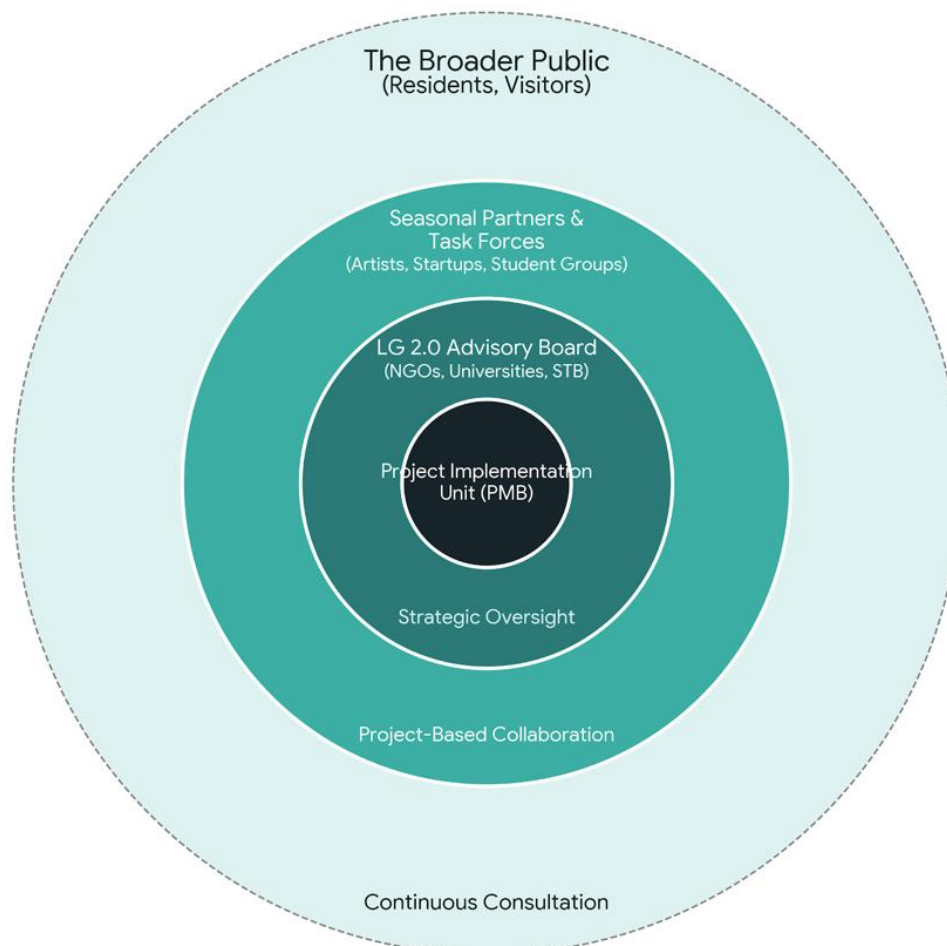 The Broader Public
(Residents, Visitors)
Seasonal Partners &
Task Forces
(Artists, Startups, Student Groups)
LG 2.0 Advisory Board
(NGOs, Universities, STB)
Project Implementation
Unit (PMB)
Strategic Oversight
Project-Based Collaboration
Continuous Consultation